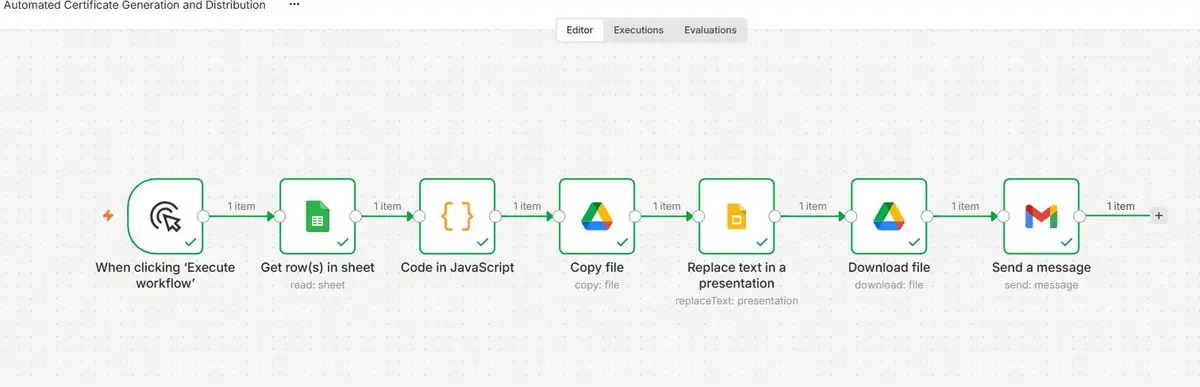 Automated Certificate Generation and Distribution ...
Editor Executions Evaluations
1 item 1 item 1 item 1 item 1 item 1 item 1 item
{ }
+
When clicking ‘Execute
workflow’
Get row(s) in sheet
read: sheet
Code in JavaScript
Copy file
copy: file
Replace text in a
presentation
replaceText: presentation
Download file
download: file
Send a message
send: message